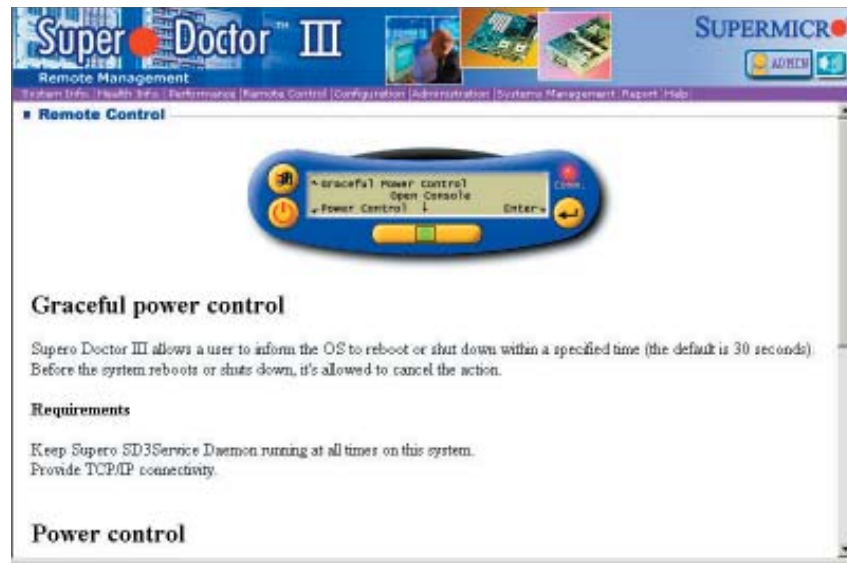 Super Doctor ™ III
SUPERMICRO
Remote Management
ADMIN
System Info. |Health Info |Performance |Remote Control |Configuration |Administration |Systems Management |Report |Help|
Remote Control
Graceful Power Control
Open Console
Power Control ↓ Enter
Comm.
Graceful power control
Supero Doctor III allows a user to inform the OS to reboot or shut down within a specified time (the default is 30 seconds).
Before the system reboots or shuts down, it's allowed to cancel the action.
Requirements
Keep Supero SD3Service Daemon running at all times on this system.
Provide TCP/IP connectivity.
Power control